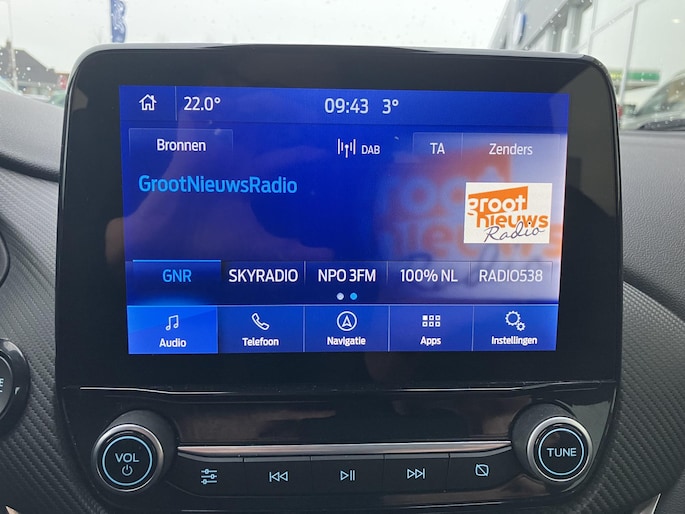 22.0° 09:43 3°
Bronnen DAB TA Zenders
GrootNieuwsRadio
groot
nieuws
Radio
GNR SKYRADIO NPO 3FM 100% NL RADIO538
Audio Telefoon Navigatie Apps Instellingen
VOL TUNE